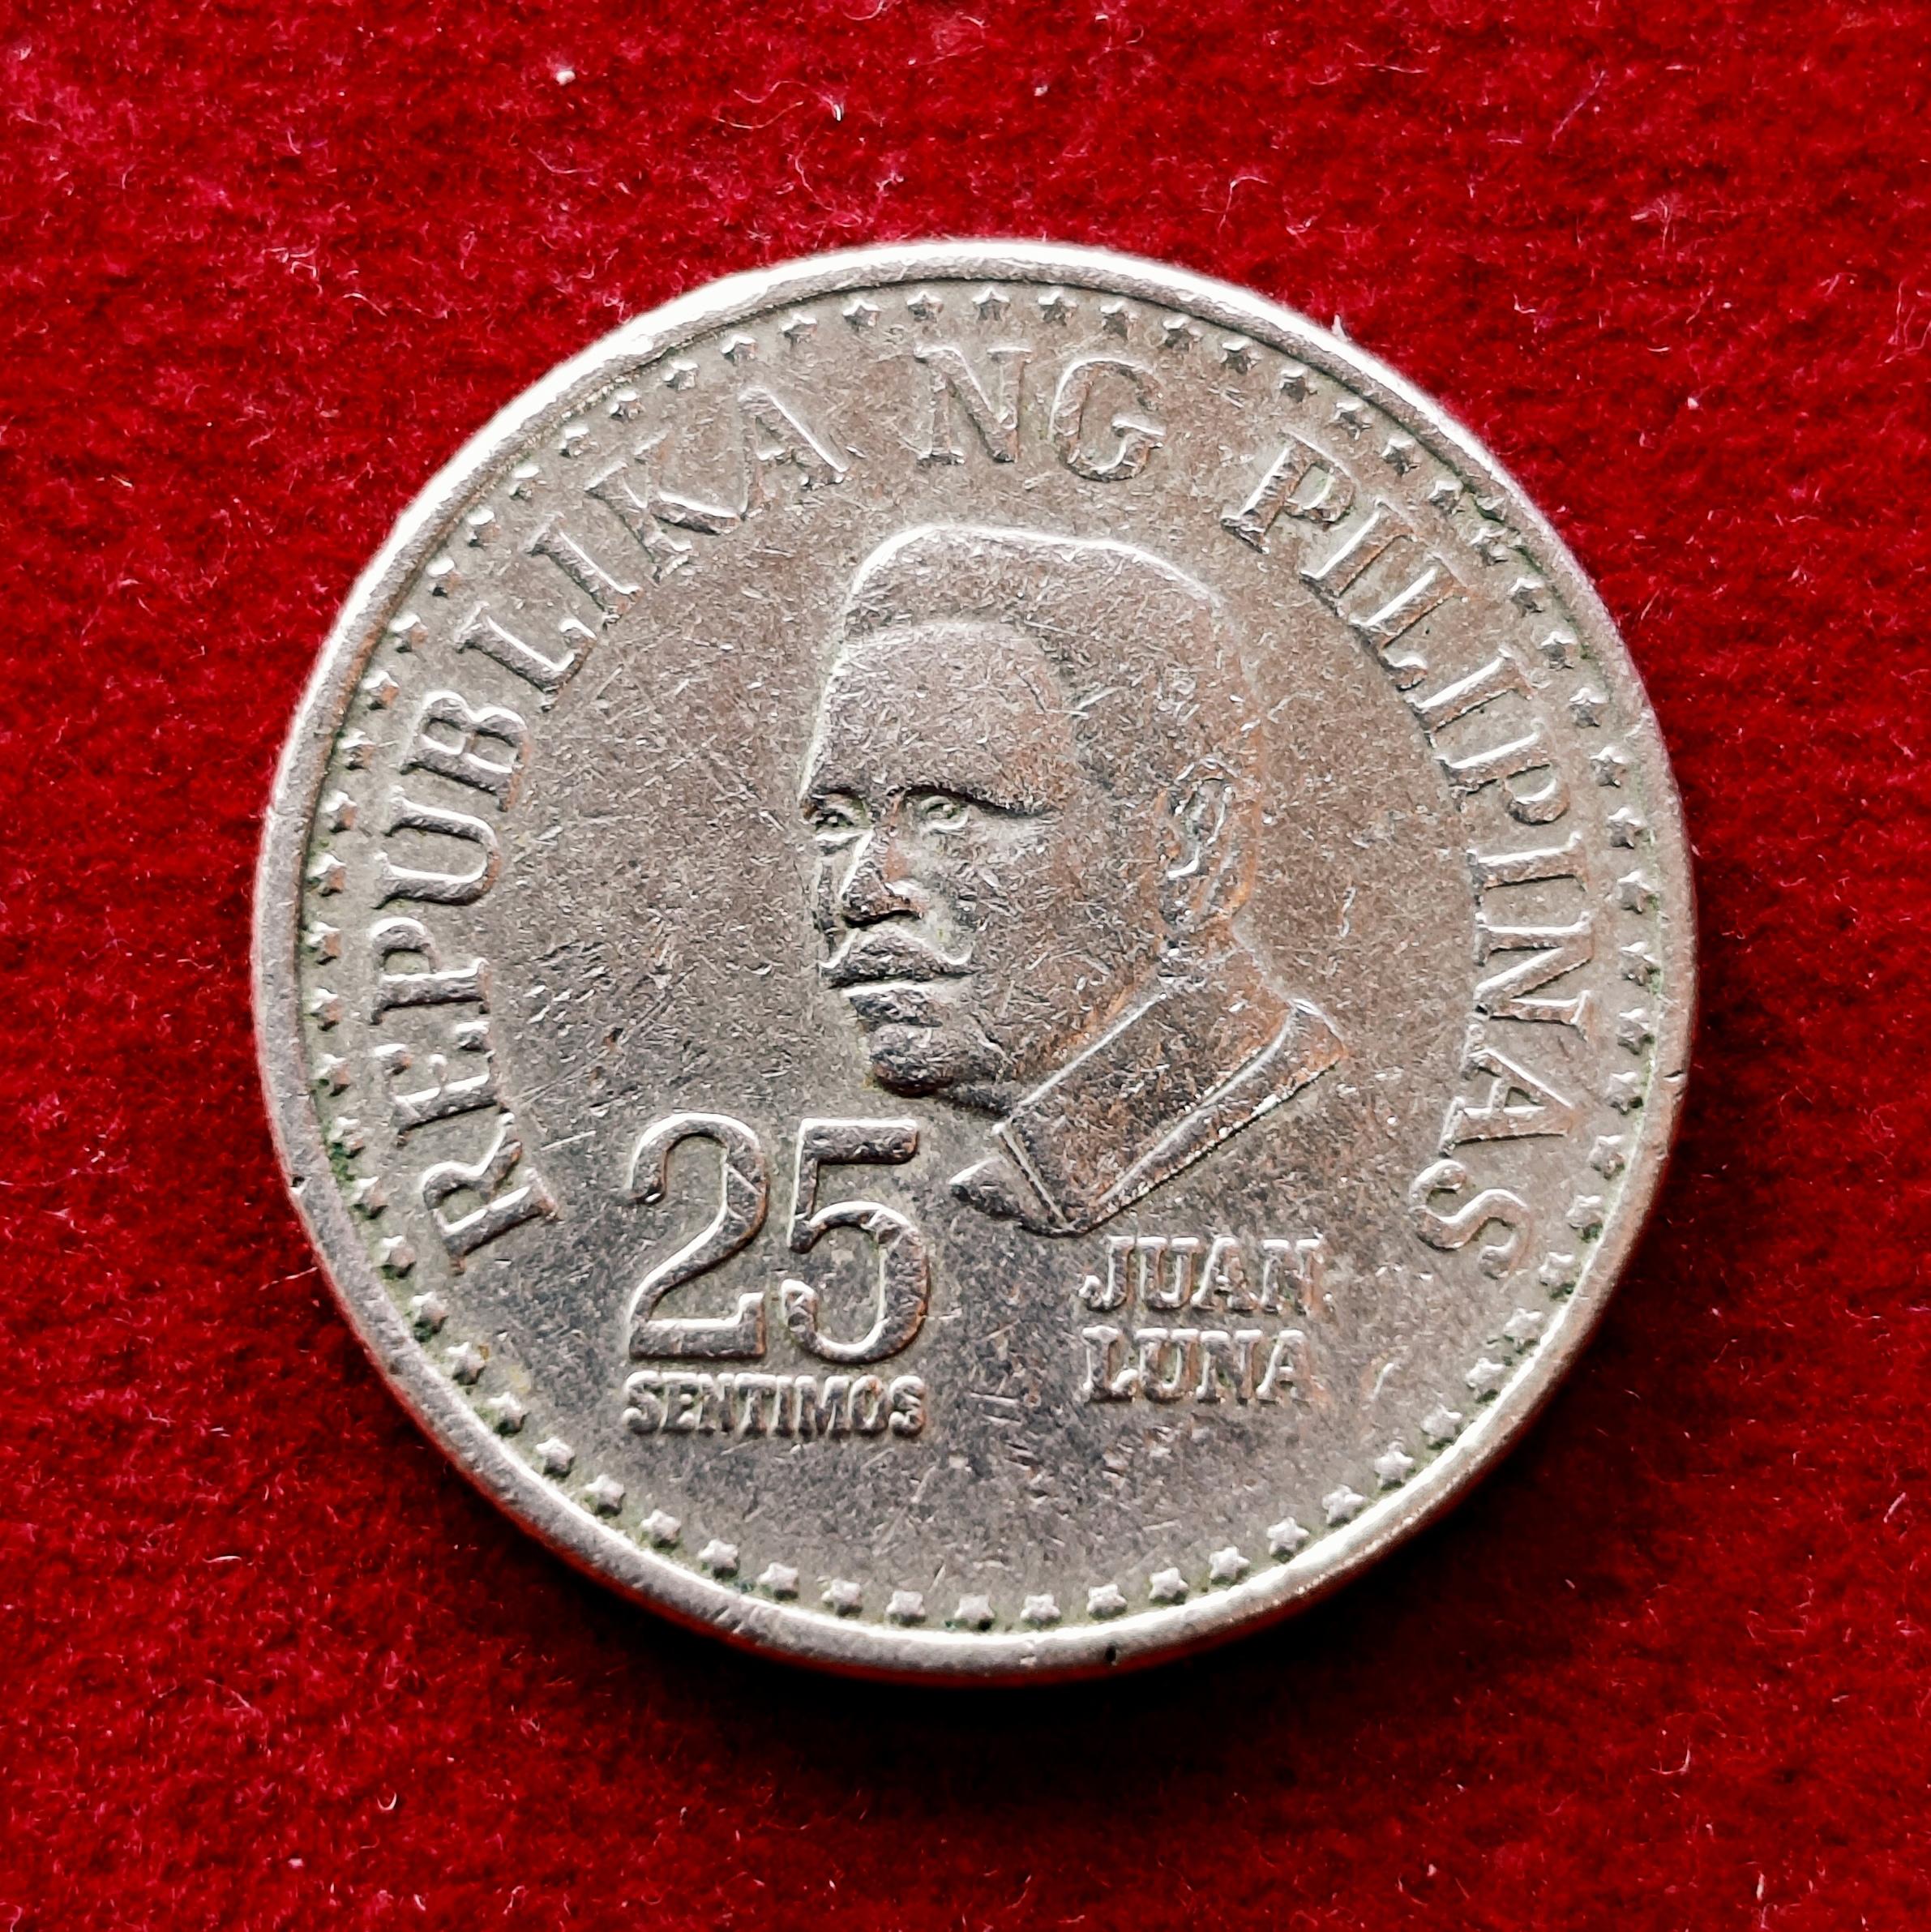 REPUBLIKA NG PILIPINAS
25
SENTIMOS
JUAN
LUNA